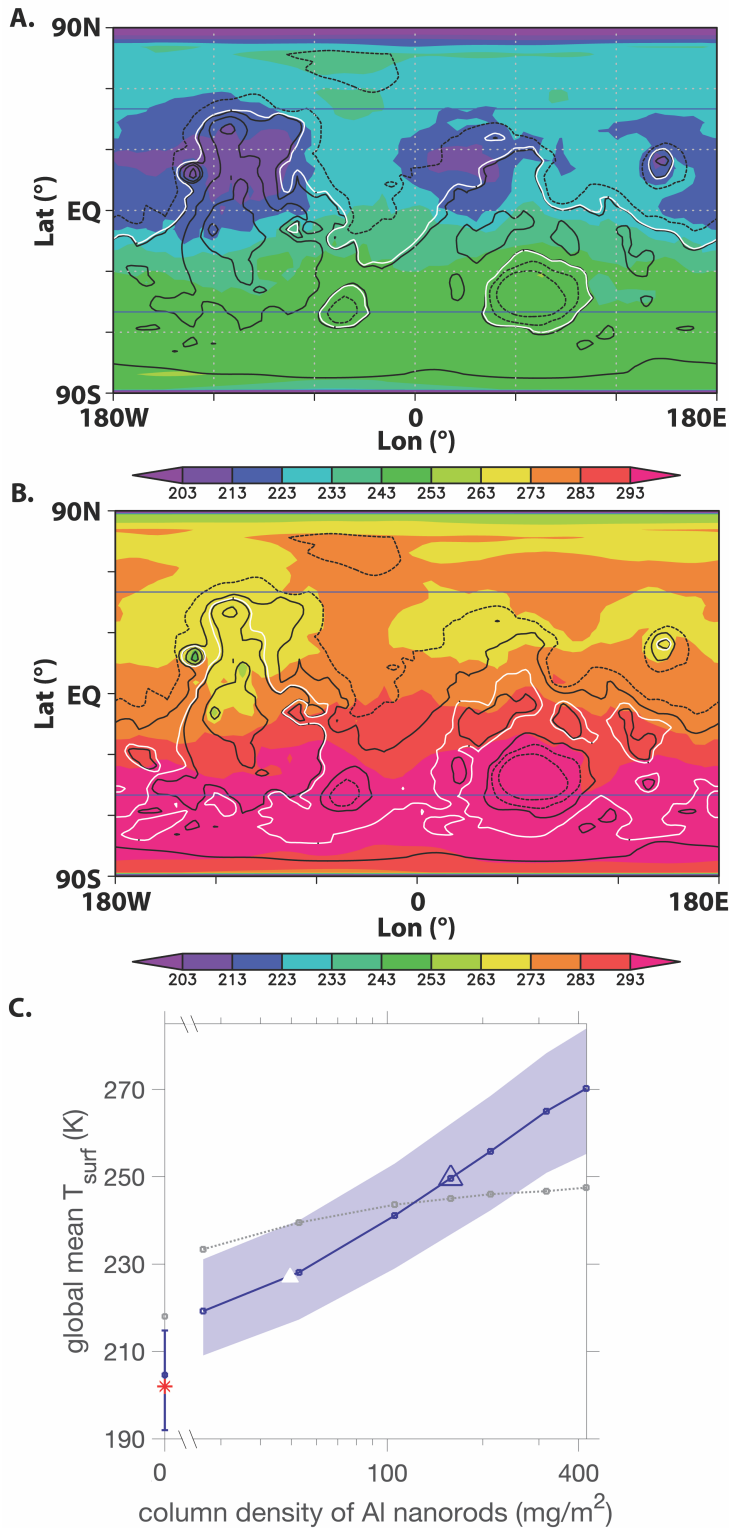 A.
90N
Lat (°)
EQ
90S
180W 0 180E
Lon (°)
203 213 223 233 243 253 263 273 283 293
B.
90N
Lat (°)
EQ
90S
180W 0 180E
Lon (°)
203 213 223 233 243 253 263 273 283 293
C.
270
250
230
210
190
global mean Tsurf (K)
0 100 400
column density of Al nanorods (mg/m²)